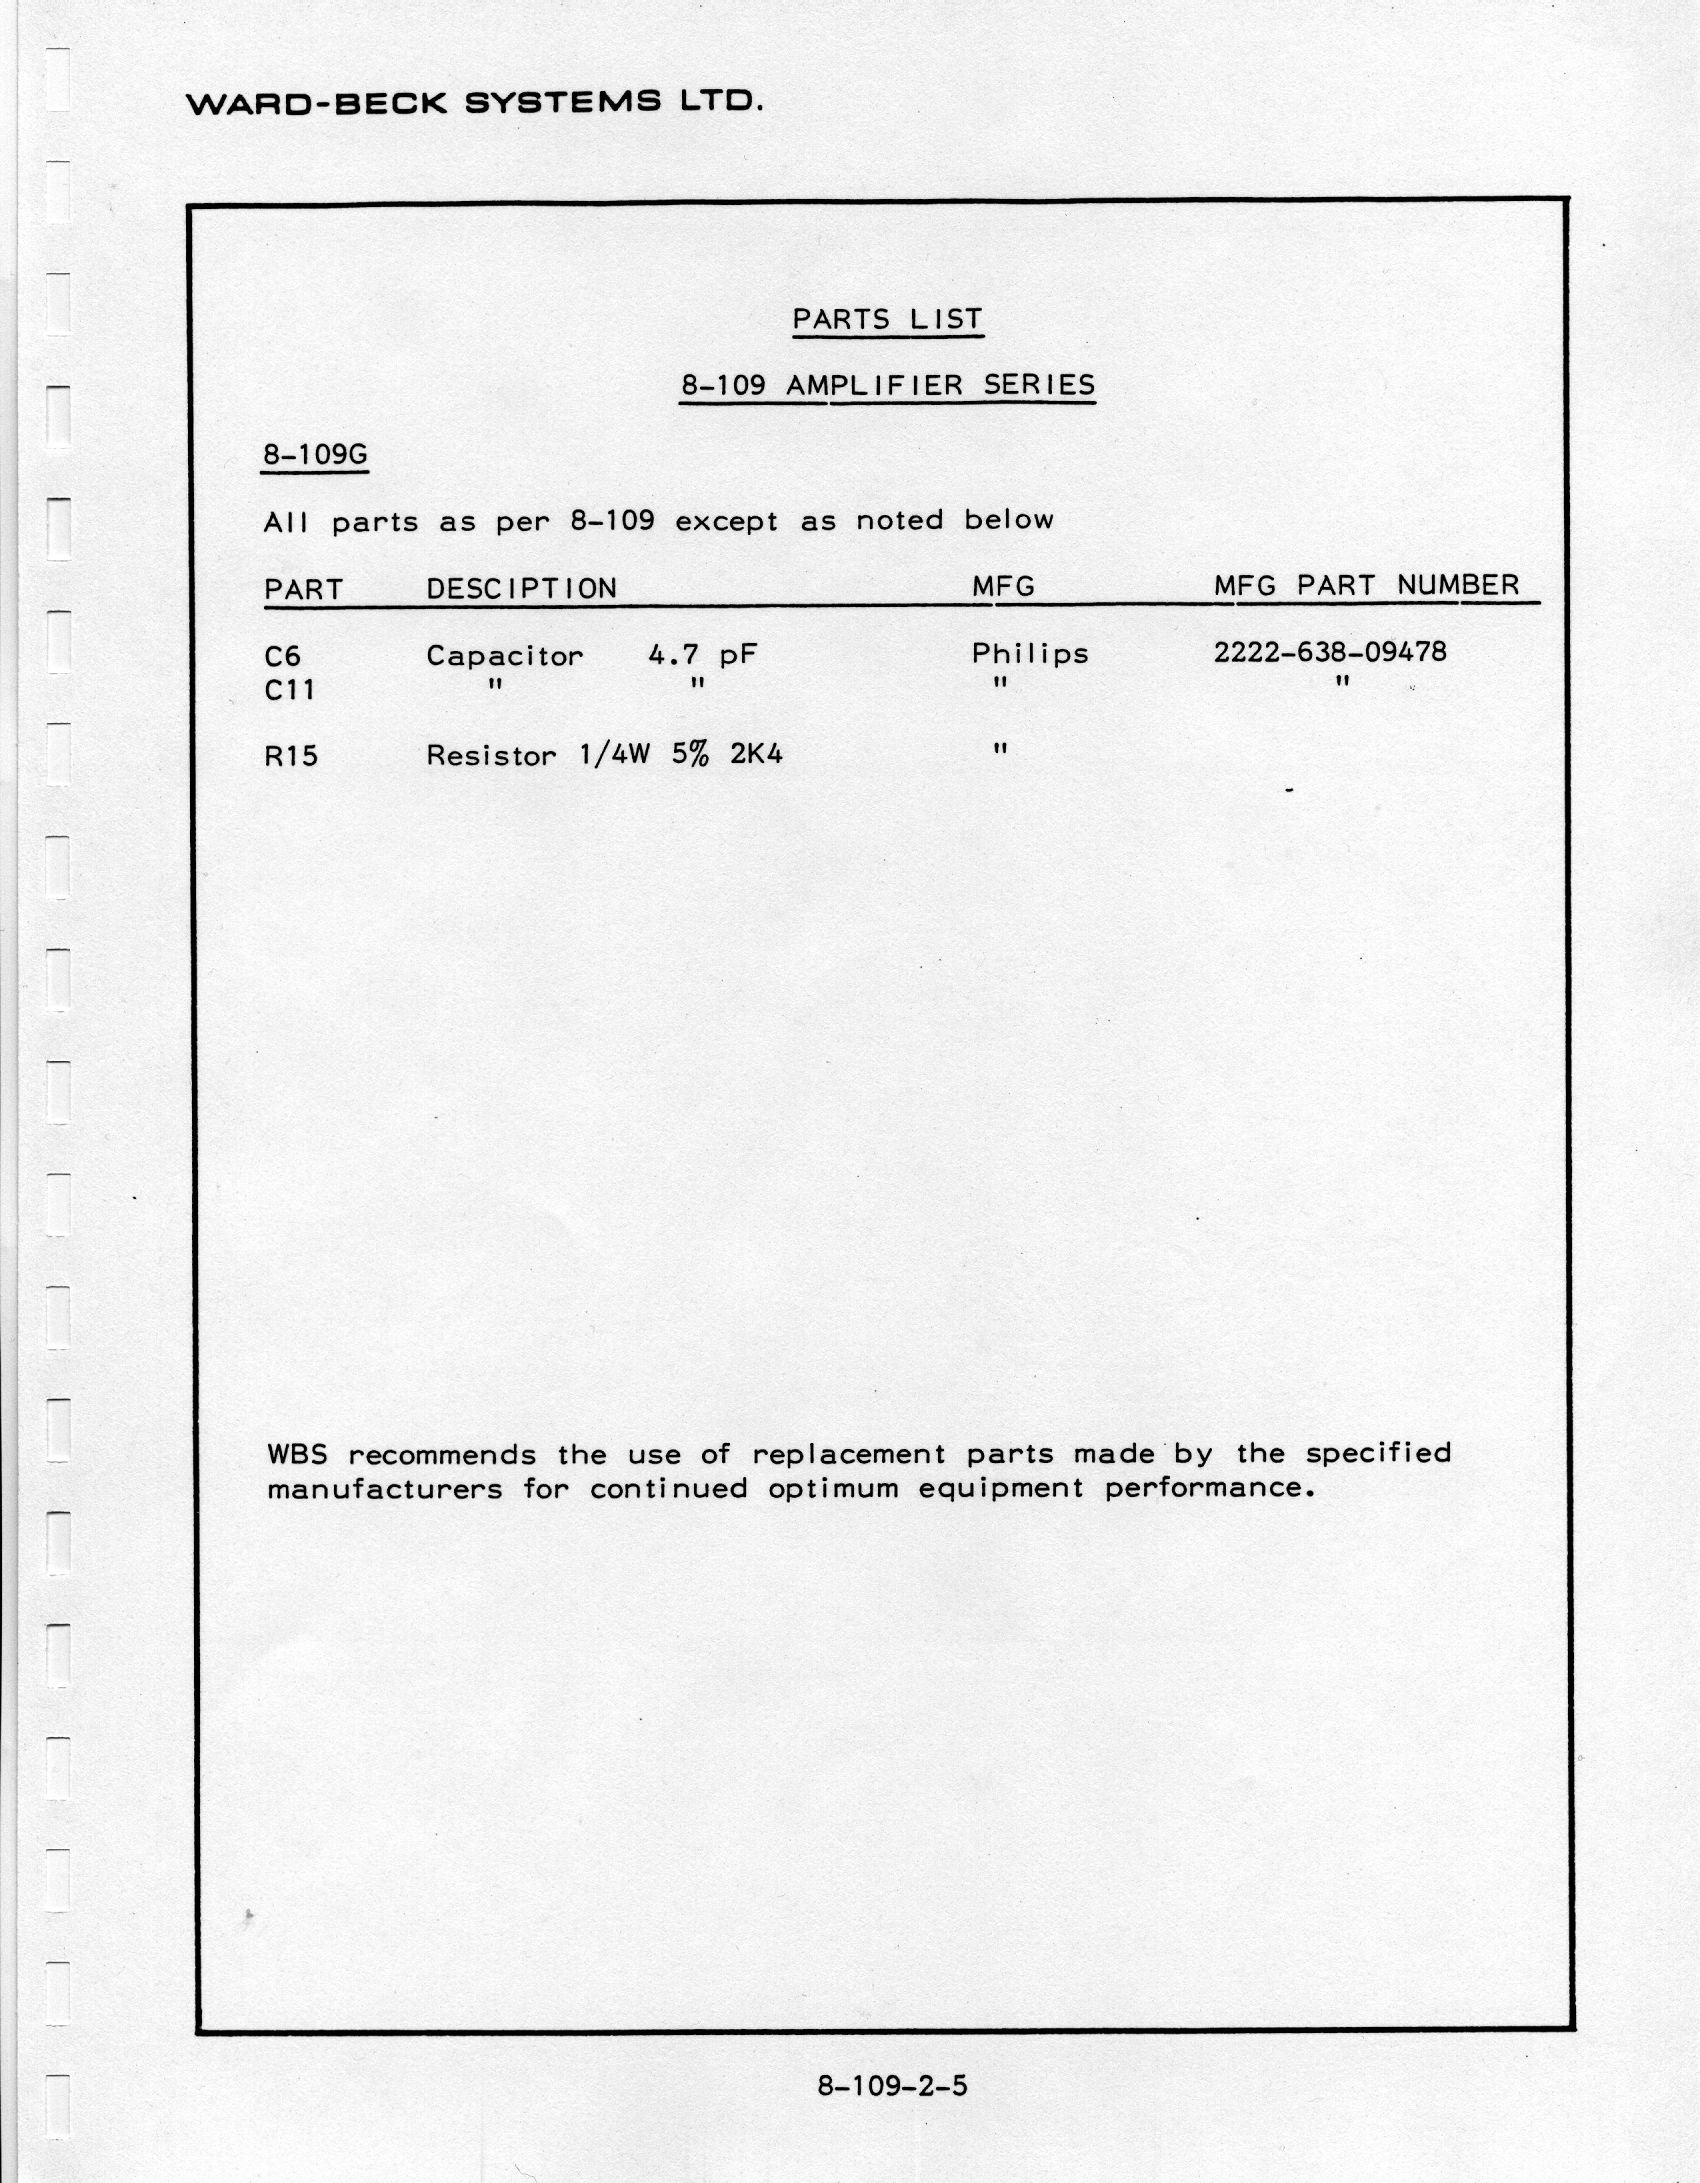 WARD-BECK SYSTEMS LTD.
PARTS LIST
8-109 AMPLIFIER SERIES
8-109G
All parts as per 8-109 except as noted below
PART DESCIPTION MFG MFG PART NUMBER
C6 Capacitor 4.7 pF Philips 2222-638-09478
C11 " " " "
R15 Resistor 1/4W 5% 2K4 "
WBS recommends the use of replacement parts made by the specified
manufacturers for continued optimum equipment performance.
8-109-2-5